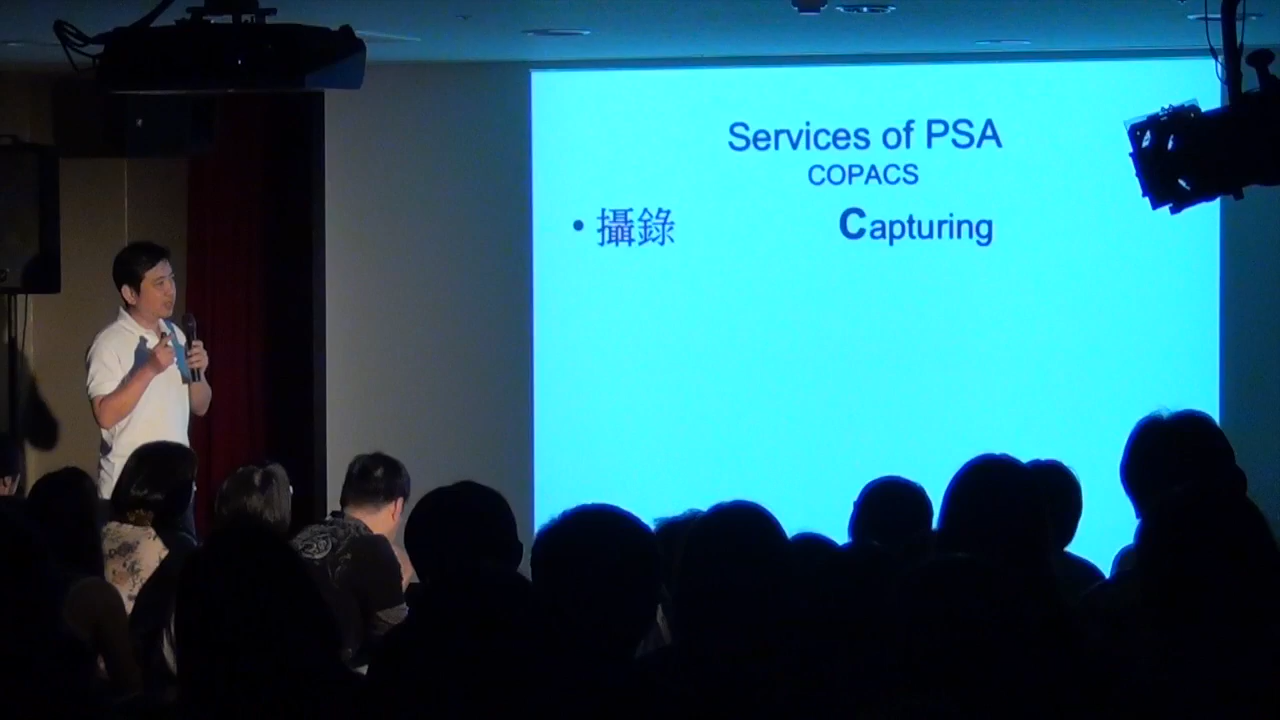 Services of PSA
COPACS
• 攝錄 Capturing